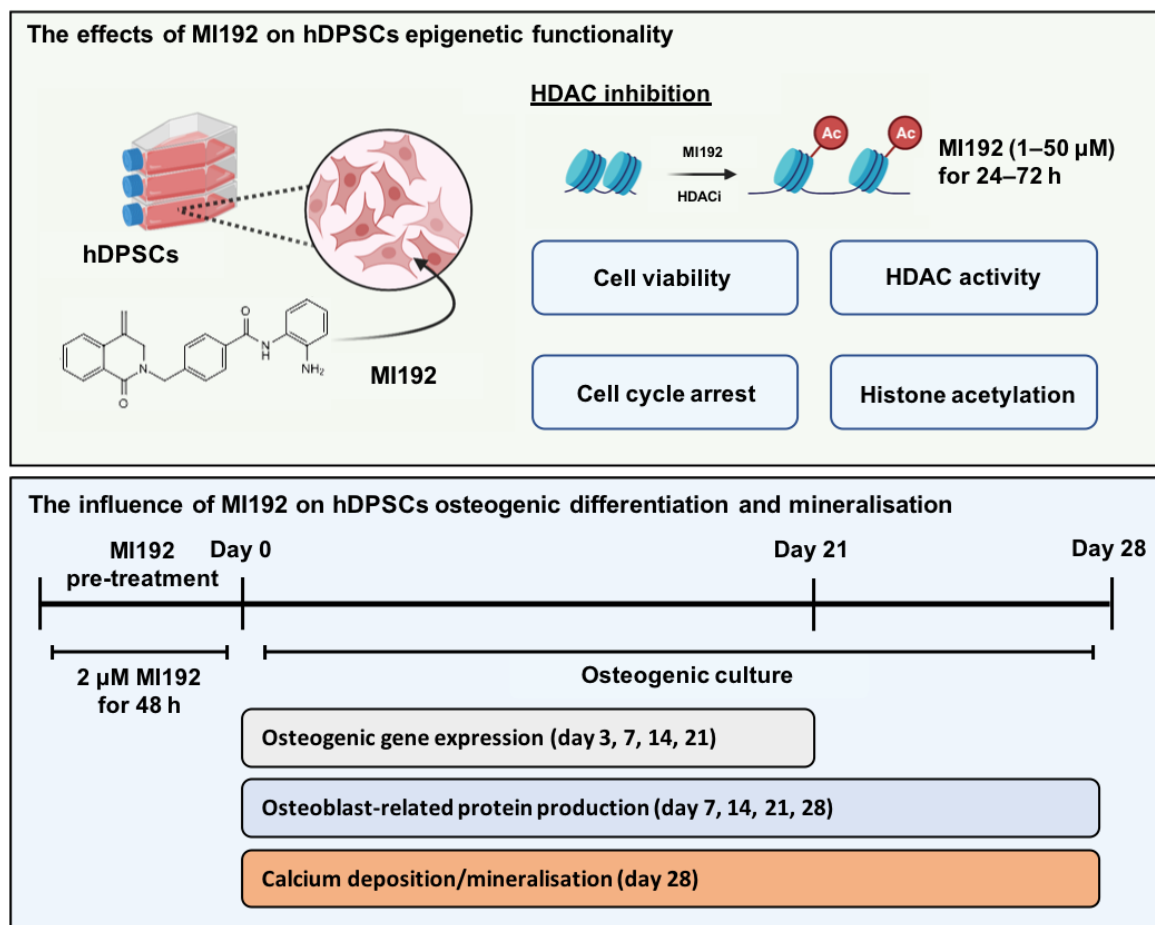 The effects of MI192 on hDPSCs epigenetic functionality
hDPSCs
HDAC inhibition
MI192
HDACi
Ac
Ac
MI192 (1–50 µM)
for 24–72 h
O
N
H
NH₂
N
O
MI192
Cell viability
HDAC activity
Cell cycle arrest
Histone acetylation
The influence of MI192 on hDPSCs osteogenic differentiation and mineralisation
MI192
pre-treatment
Day 0
Day 21
Day 28
2 µM MI192
for 48 h
Osteogenic culture
Osteogenic gene expression (day 3, 7, 14, 21)
Osteoblast-related protein production (day 7, 14, 21, 28)
Calcium deposition/mineralisation (day 28)